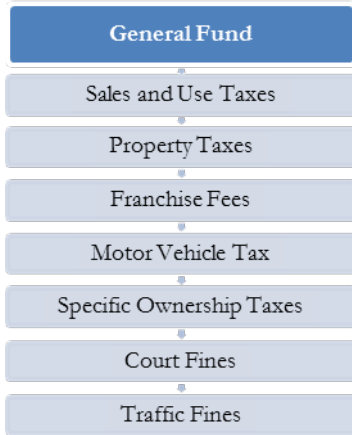 General Fund
Sales and Use Taxes
Property Taxes
Franchise Fees
Motor Vehicle Tax
Specific Ownership Taxes
Court Fines
Traffic Fines